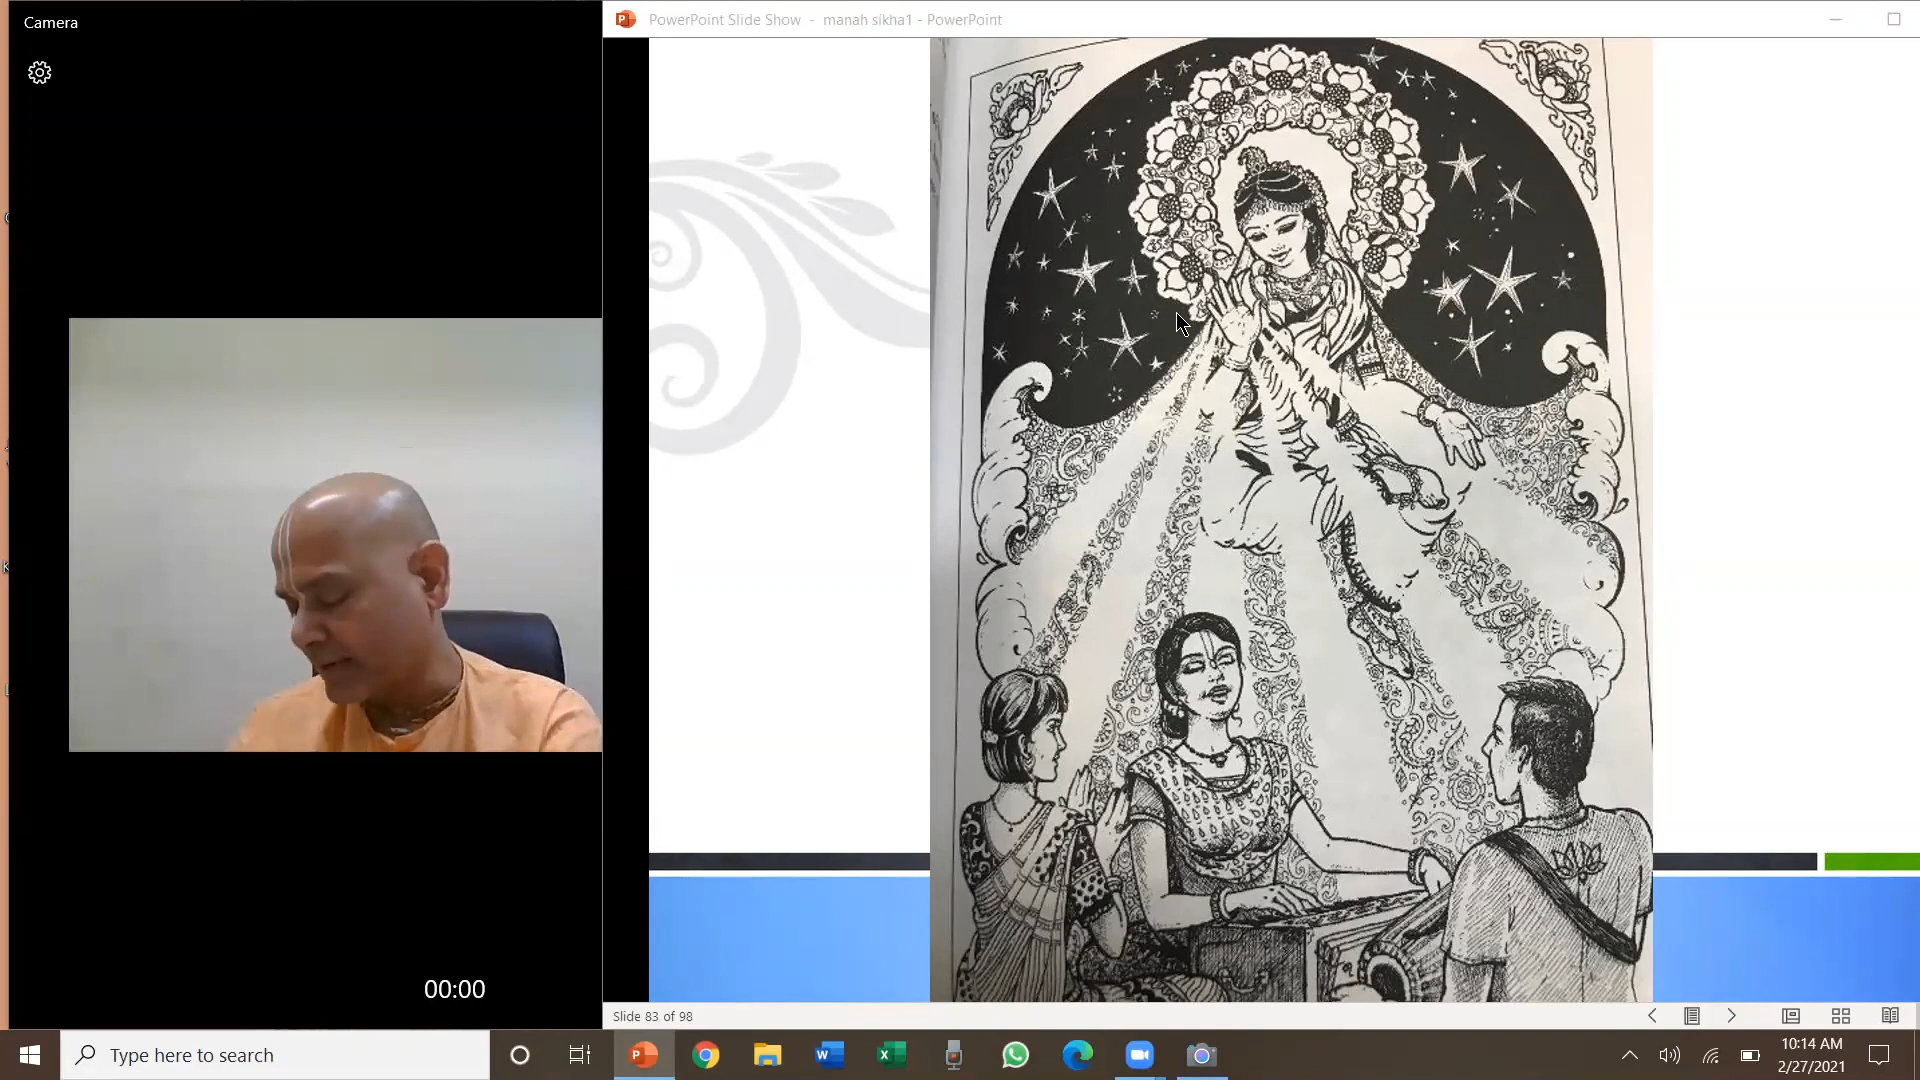 Camera
PowerPoint Slide Show - manah sikha1 - PowerPoint
00:00
Slide 83 of 98
Type here to search
10:14 AM
2/27/2021